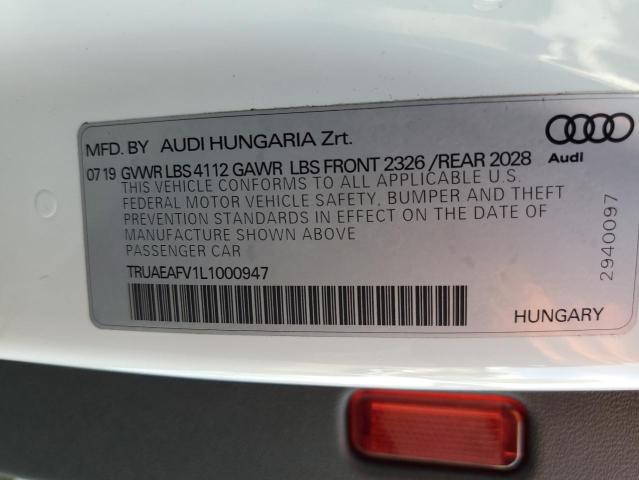 MFD. BY AUDI HUNGARIA Zrt.
07 19 GVWR LBS 4112 GAWR LBS FRONT 2326 /REAR 2028
THIS VEHICLE CONFORMS TO ALL APPLICABLE U.S.
FEDERAL MOTOR VEHICLE SAFETY, BUMPER AND THEFT
PREVENTION STANDARDS IN EFFECT ON THE DATE OF
MANUFACTURE SHOWN ABOVE
PASSENGER CAR
TRUAEAFV1L1000947
HUNGARY
Audi
2940097